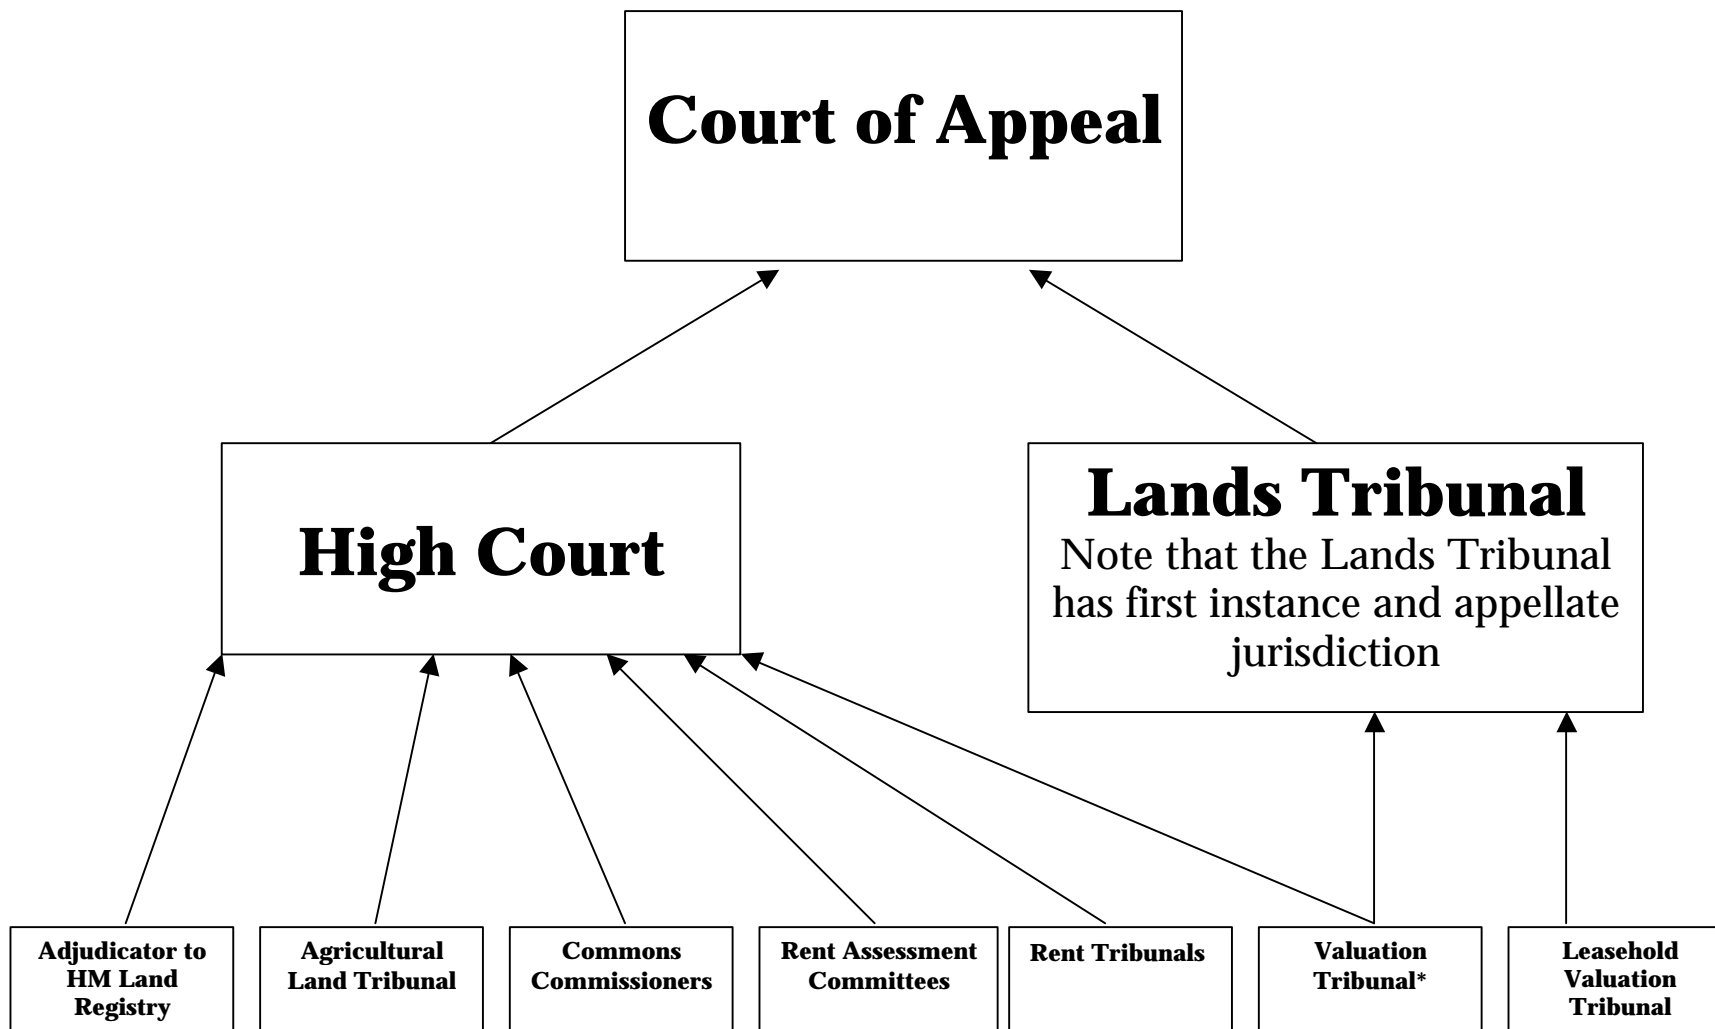 Court of Appeal
High Court
Lands Tribunal
Note that the Lands Tribunal
has first instance and appellate
jurisdiction
Adjudicator to
HM Land
Registry
Agricultural
Land Tribunal
Commons
Commissioners
Rent Assessment
Committees
Rent Tribunals
Valuation
Tribunal*
Leasehold
Valuation
Tribunal